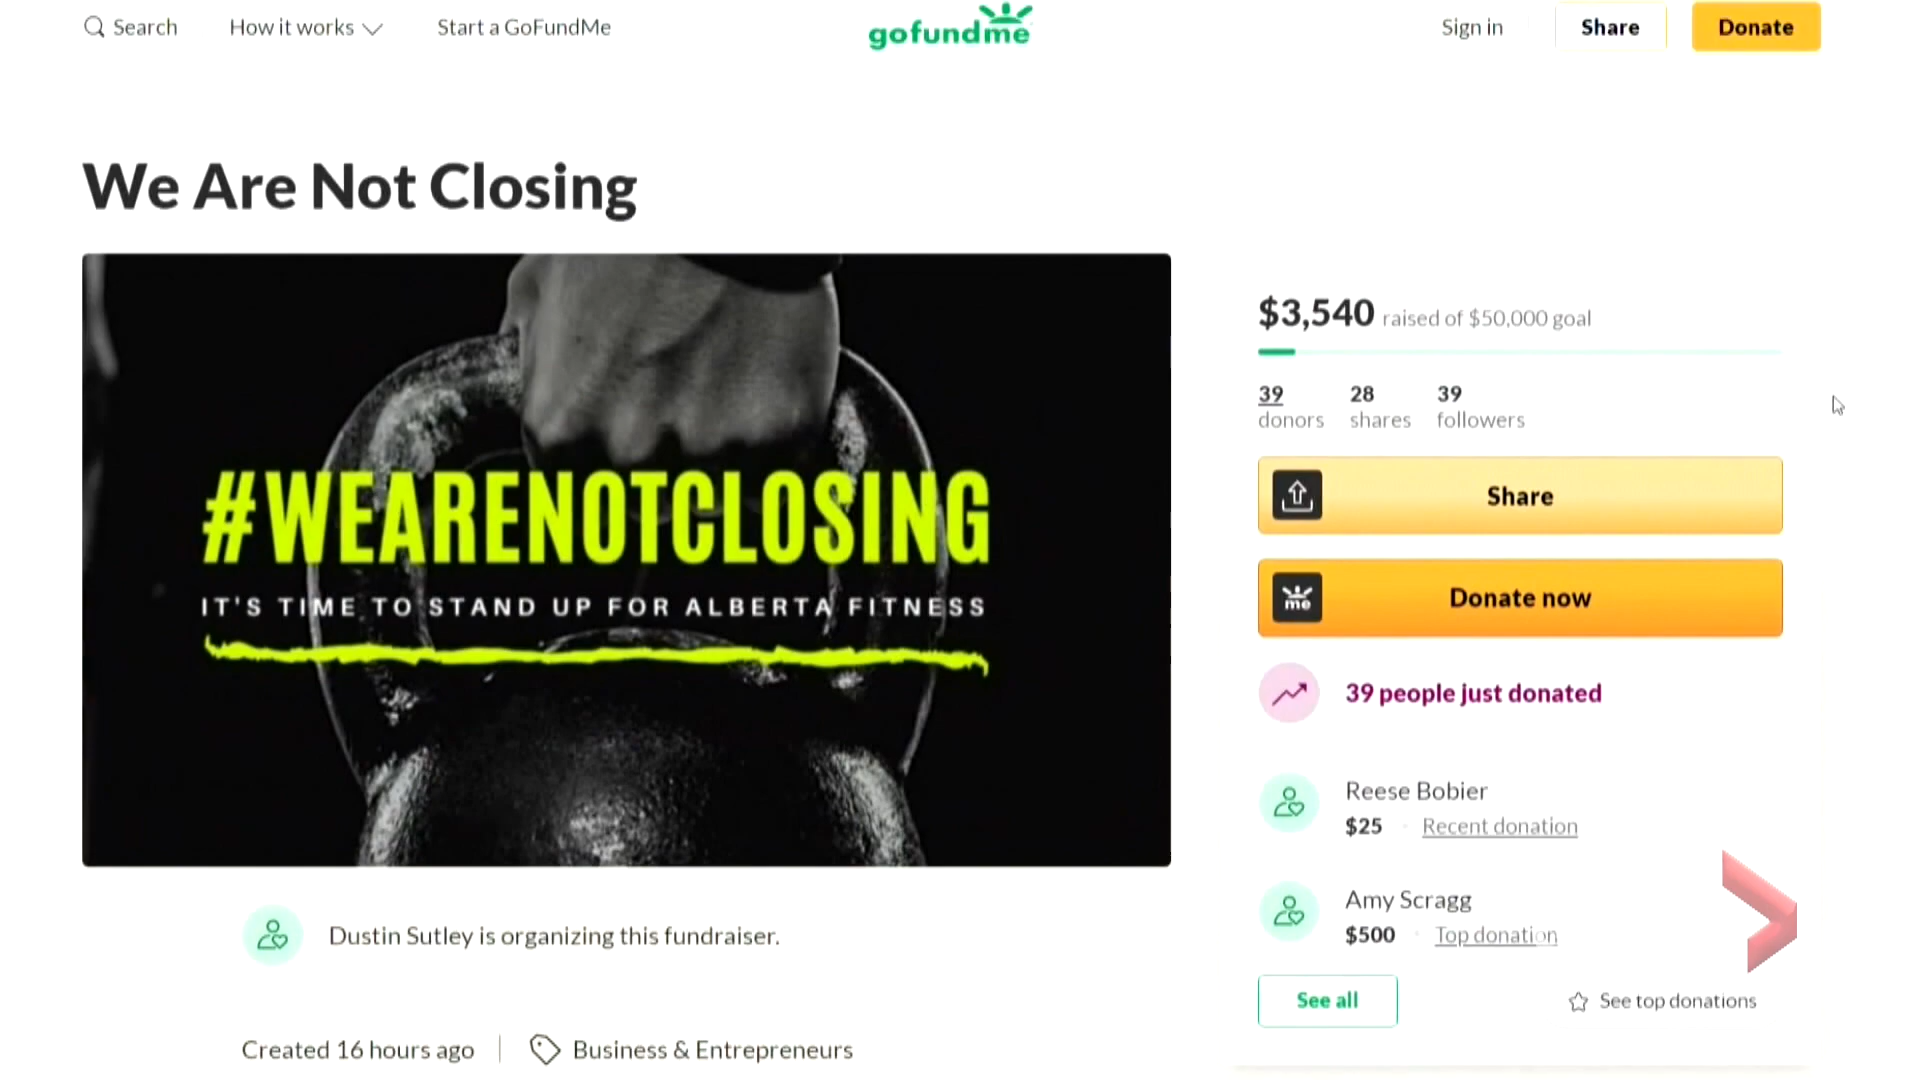 Search
How it works
Start a GoFundMe
gofundme
Sign in
Share
Donate
We Are Not Closing
#WEARENOTCLOSING
IT'S TIME TO STAND UP FOR ALBERTA FITNESS
$3,540 raised of $50,000 goal
39 donors
28 shares
39 followers
Share
me
Donate now
39 people just donated
Reese Bobier
$25 · Recent donation
Amy Scragg
$500 · Top donation
See all
See top donations
Dustin Sutley is organizing this fundraiser.
Created 16 hours ago
Business & Entrepreneurs